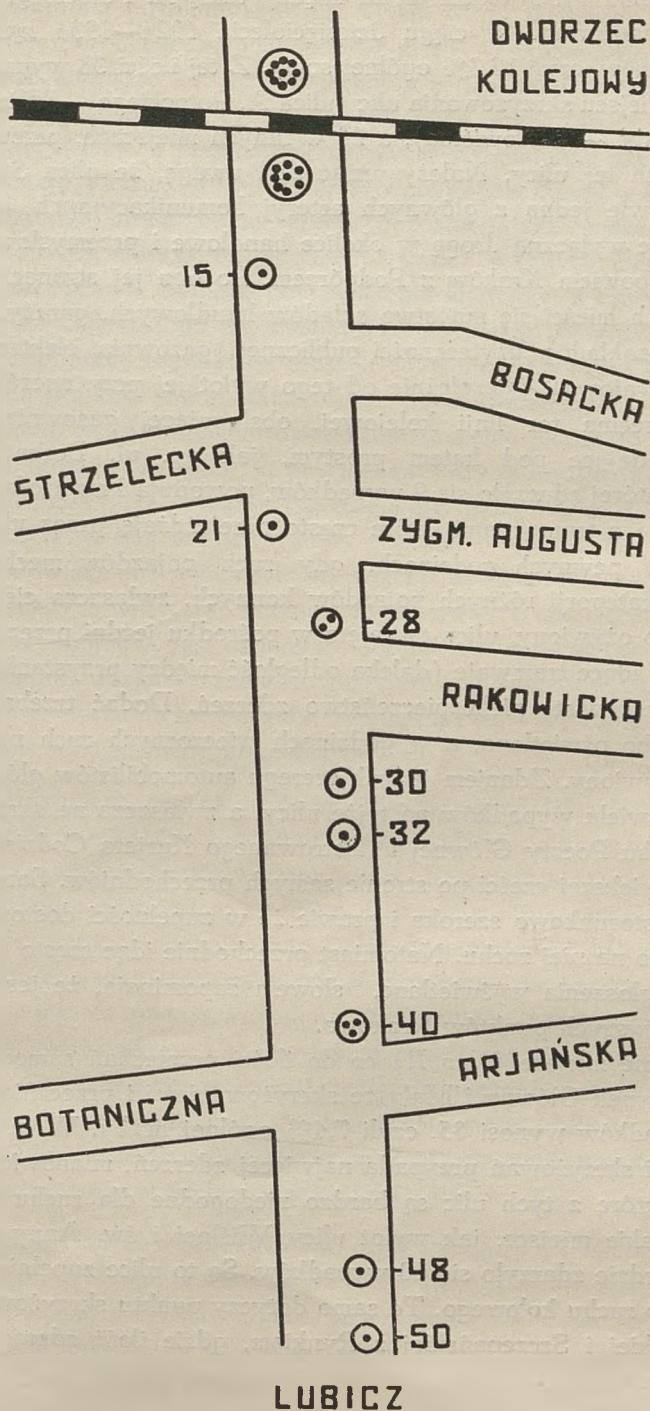 DWORZEC
KOLEJOWY
15
BOSACKA
STRZELECKA
21
ZYGM. AUGUSTA
28
RAKOWICKA
30
32
40
ARJAŃSKA
BOTANICZNA
48
50
LUBICZ